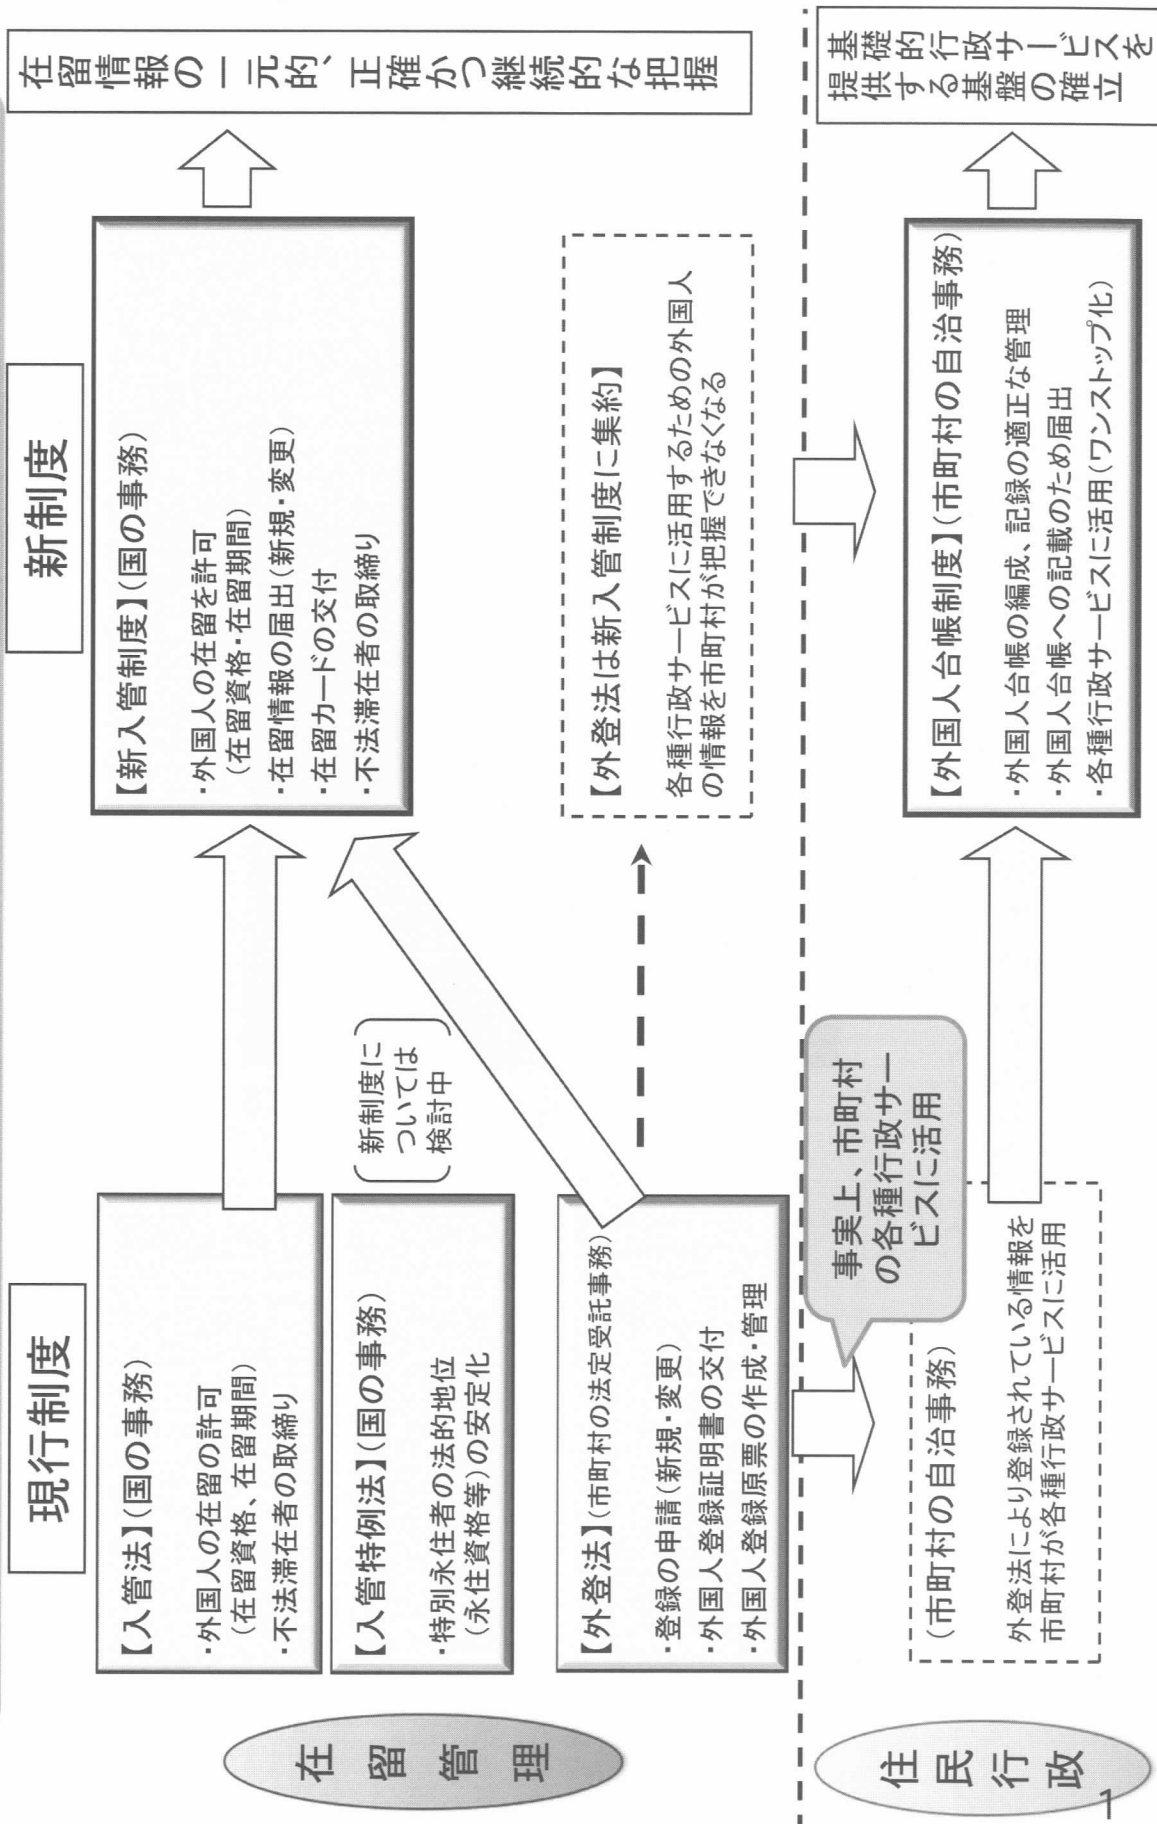 現行制度
新制度
在留管理
【入管法】(国の事務)
・外国人の在留の許可
(在留資格、在留期間)
・不法滞在者の取締り
【入管特例法】(国の事務)
・特別永住者の法的地位
(永住資格等)の安定化
新制度に
ついては
検討中
【外登法】(市町村の法定受託事務)
・登録の申請(新規・変更)
・外国人登録証明書の交付
・外国人登録原票の作成・管理
【新入管制度】(国の事務)
・外国人の在留を許可
(在留資格・在留期間)
・在留情報の届出(新規・変更)
・在留カードの交付
・不法滞在者の取締り
【外登法は新入管制度に集約】
各種行政サービスに活用するための外国人
の情報を市町村が把握できなくなる
在留情報の一元的、正確かつ継続的な把握
住民行政
事実上、市町村
の各種行政サー
ビスに活用
(市町村の自治事務)
外登法により登録されている情報を
市町村が各種行政サービスに活用
【外国人台帳制度】(市町村の自治事務)
・外国人台帳の編成、記録の適正な管理
・外国人台帳への記載のため届出
・各種行政サービスに活用(ワンストップ化)
基礎的行政サービスを
提供する基盤の確立
1